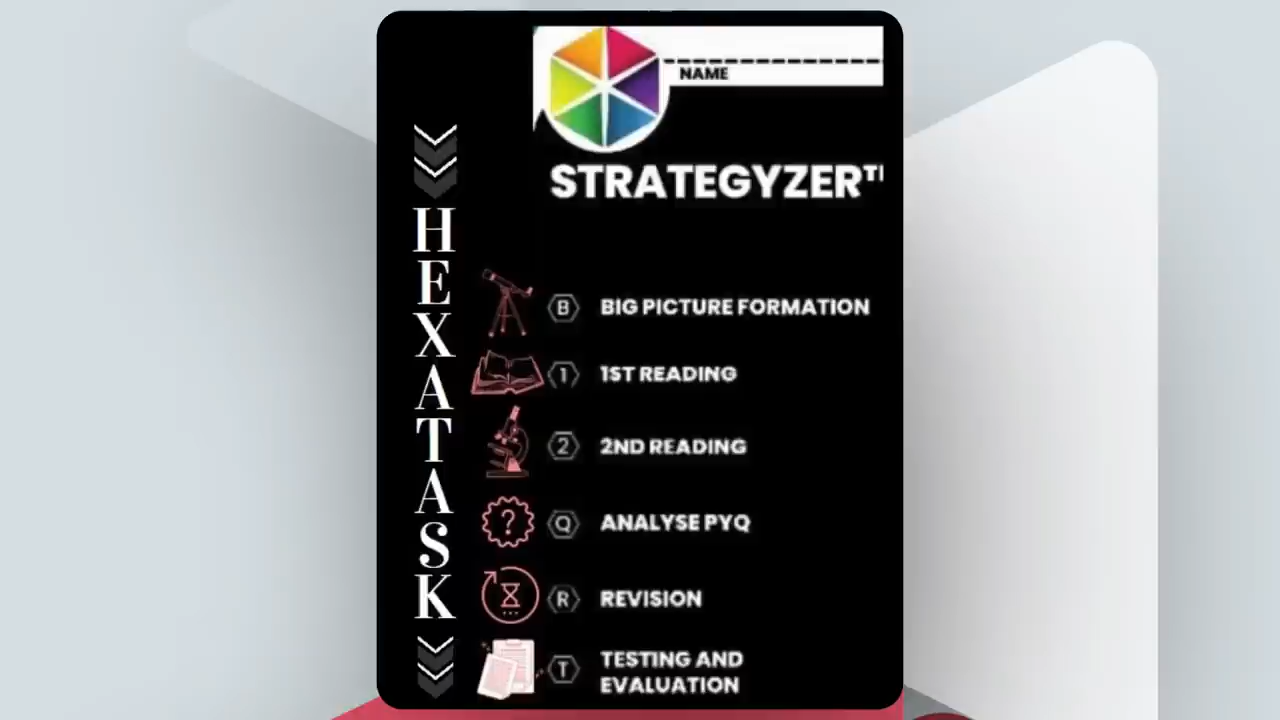 NAME
STRATEGYZER
HEXATASK
B BIG PICTURE FORMATION
1 1ST READING
2 2ND READING
Q ANALYSE PYQ
R REVISION
T TESTING AND
EVALUATION